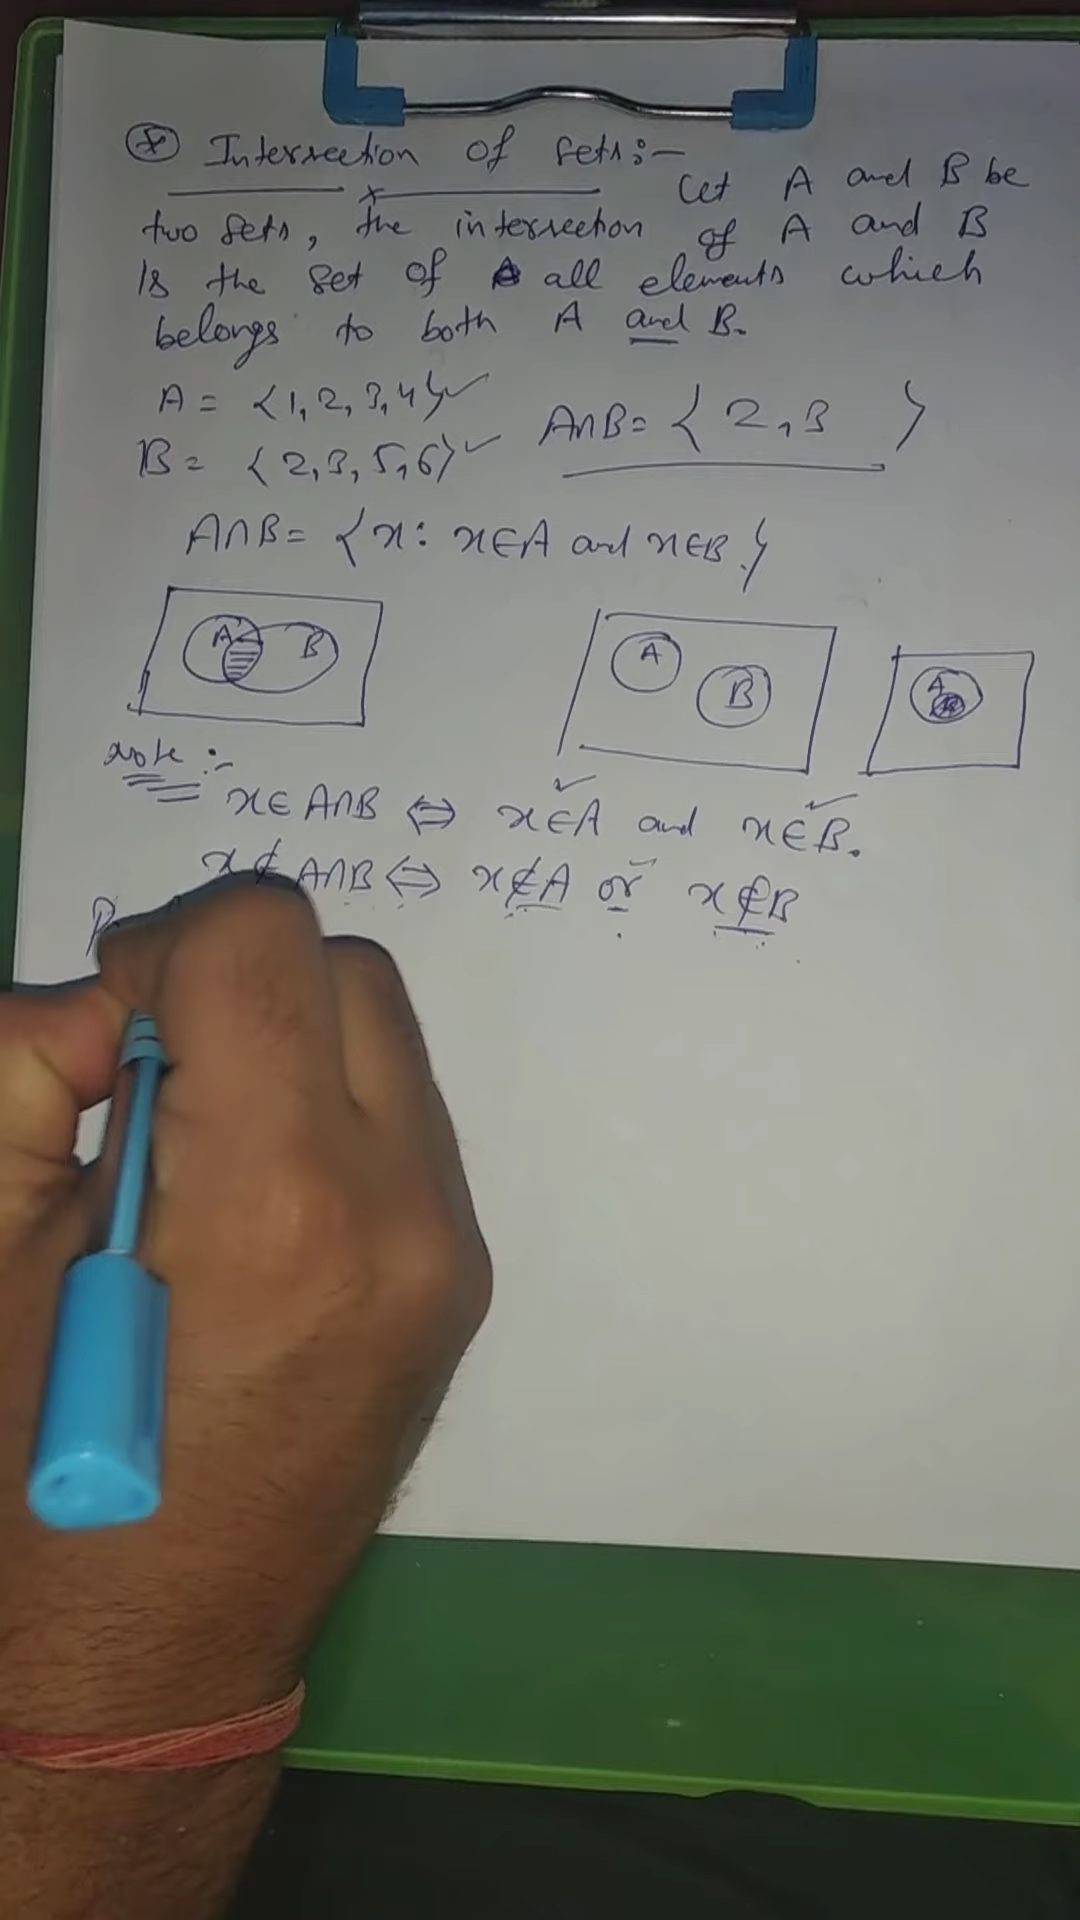 * Intersection of sets:-
Let A and B be
two sets, the intersection of A and B
is the set of all elements which
belongs to both A and B.
A = {1, 2, 3, 4} ✓
B = {2, 3, 5, 6} ✓
A∩B = { 2, 3 }
A∩B = {x : x∈A and x∈B.}
A B
A B
A B
Note :-
x∈A∩B ⇔ x∈A and x∈B.
x∉A∩B ⇔ x∉A or x∉B